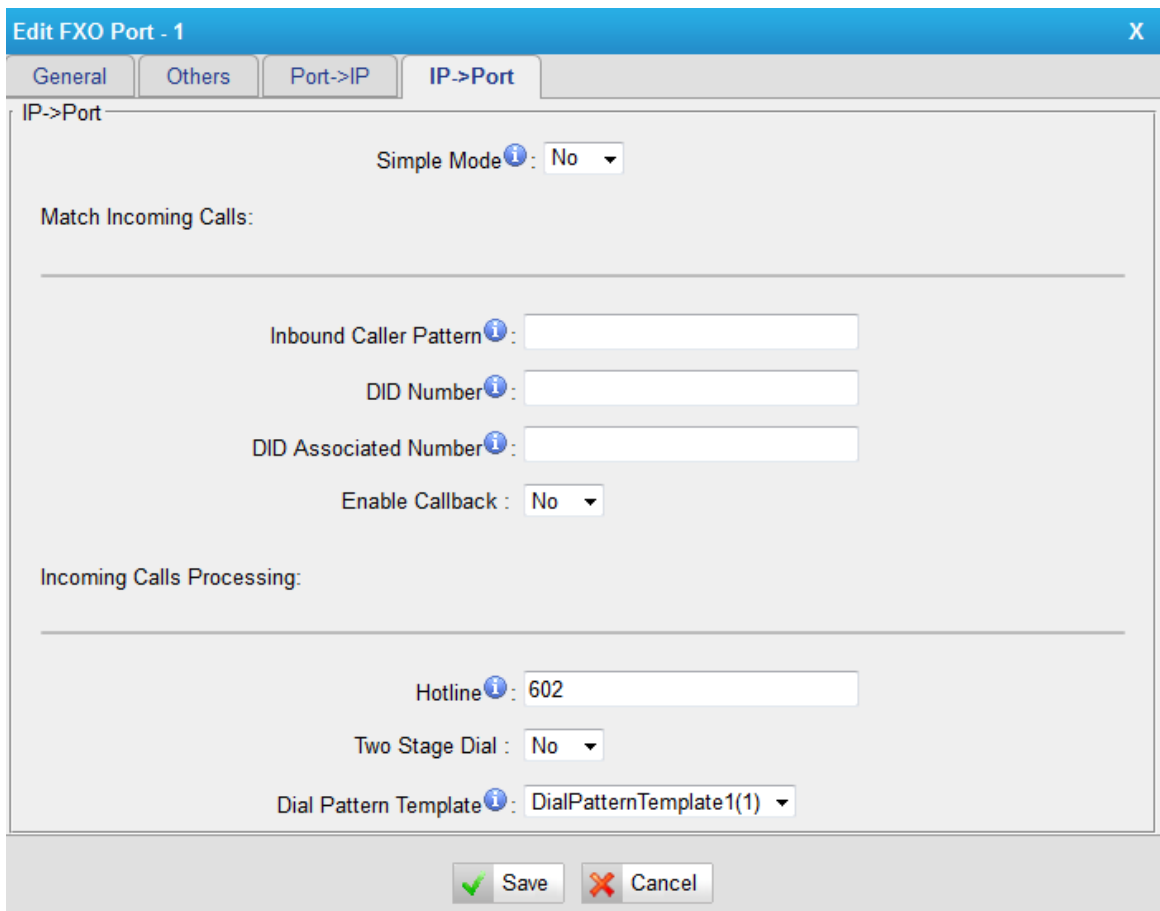 Edit FXO Port - 1 X
General Others Port->IP IP->Port
IP->Port
Simple Mode i : No
Match Incoming Calls:
Inbound Caller Pattern i :
DID Number i :
DID Associated Number i :
Enable Callback : No
Incoming Calls Processing:
Hotline i : 602
Two Stage Dial : No
Dial Pattern Template i : DialPatternTemplate1(1)
Save Cancel